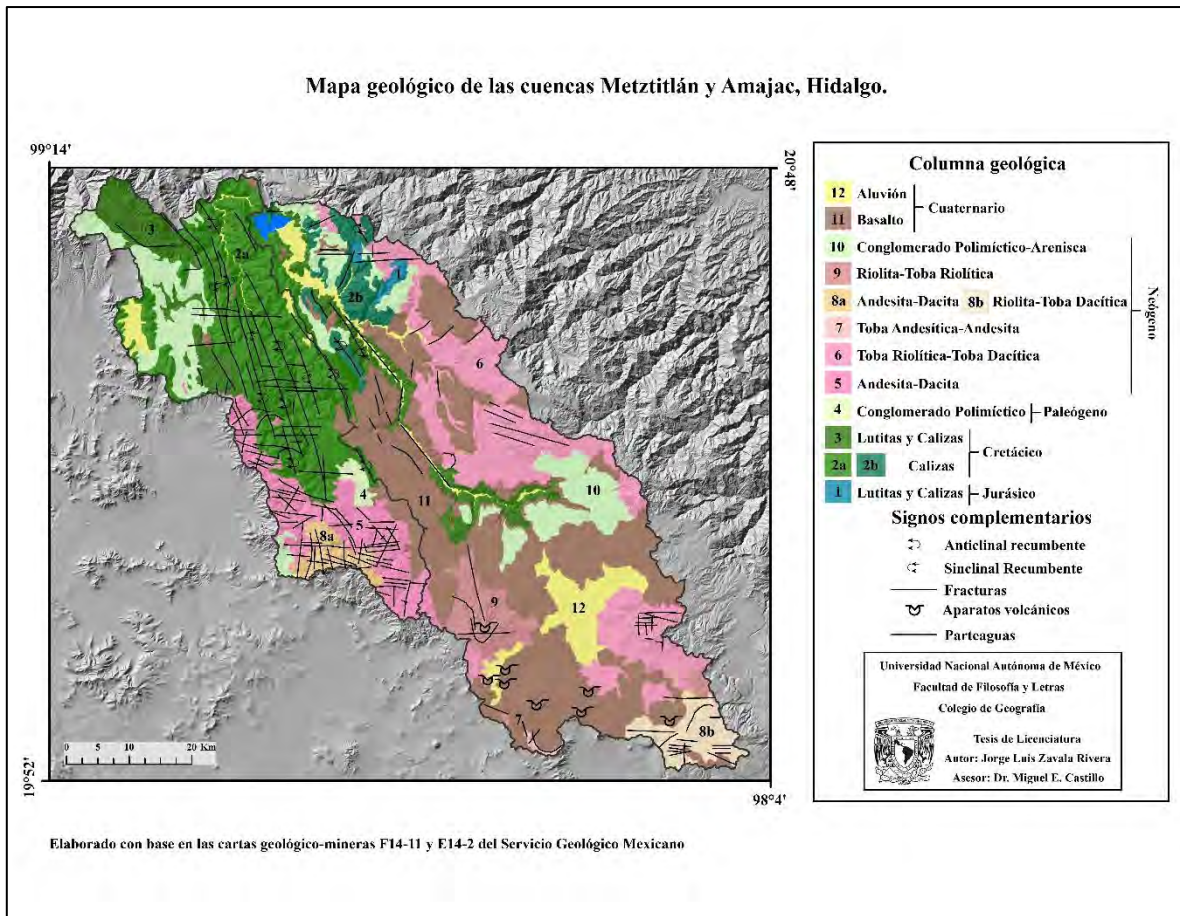 Mapa geológico de las cuencas Metztitlán y Amajac, Hidalgo.
99°14'
20°48'
3
2a
1
2b
6
4
11
10
5
8a
9
12
7
8b
0 5 10 20 Km
19°52'
98°4'
Columna geológica
12 Aluvión
11 Basalto
Cuaternario
10 Conglomerado Polimíctico-Arenisca
9 Riolita-Toba Riolítica
8a Andesita-Dacita 8b Riolita-Toba Dacítica
7 Toba Andesítica-Andesita
6 Toba Riolítica-Toba Dacítica
5 Andesita-Dacita
Neógeno
4 Conglomerado Polimíctico Paleógeno
3 Lutitas y Calizas
2a 2b Calizas
Cretácico
1 Lutitas y Calizas Jurásico
Signos complementarios
Anticlinal recumbente
Sinclinal Recumbente
Fracturas
Aparatos volcánicos
Parteaguas
Universidad Nacional Autónoma de México
Facultad de Filosofía y Letras
Colegio de Geografía
Tesis de Licenciatura
Autor: Jorge Luis Zavala Rivera
Asesor: Dr. Miguel E. Castillo
Elaborado con base en las cartas geológico-mineras F14-11 y E14-2 del Servicio Geológico Mexicano